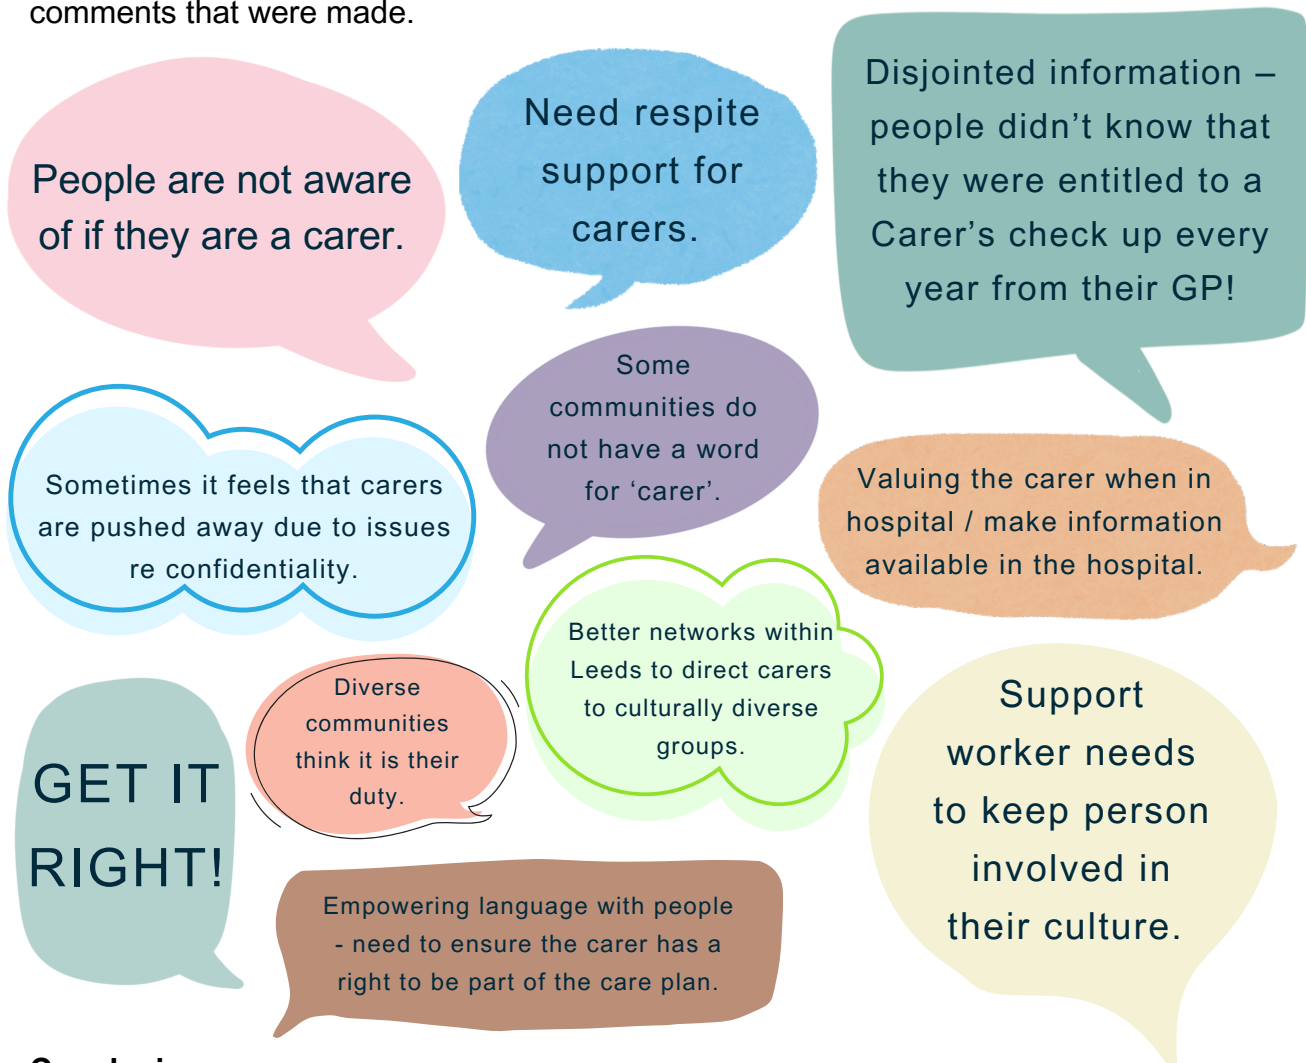 comments that were made.
People are not aware
of if they are a carer.
Need respite
support for
carers.
Disjointed information –
people didn’t know that
they were entitled to a
Carer’s check up every
year from their GP!
Some
communities do
not have a word
for ‘carer’.
Sometimes it feels that carers
are pushed away due to issues
re confidentiality.
Valuing the carer when in
hospital / make information
available in the hospital.
Better networks within
Leeds to direct carers
to culturally diverse
groups.
Diverse
communities
think it is their
duty.
GET IT
RIGHT!
Support
worker needs
to keep person
involved in
their culture.
Empowering language with people
- need to ensure the carer has a
right to be part of the care plan.